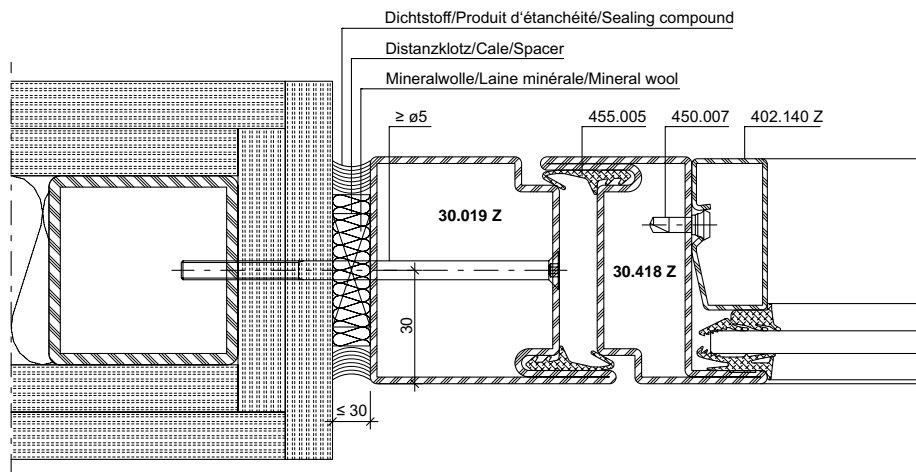 Dichtstoff/Produit d‘étanchéité/Sealing compound
Distanzklotz/Cale/Spacer
Mineralwolle/Laine minérale/Mineral wool
≥ ø5
455.005
450.007
402.140 Z
30.019 Z
30.418 Z
30
≤ 30